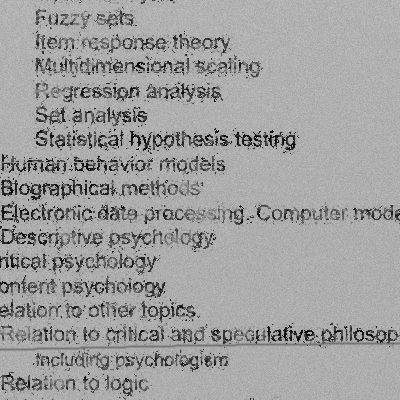 Fuzzy sets
Item response theory
Multidimensional scaling
Regression analysis
Set analysis
Statistical hypothesis testing
Human behavior models
Biographical methods
Electronic data processing. Computer mode
Descriptive psychology
ritical psychology
ontent psychology
elation to other topics
Relation to critical and speculative philosop
Including psychologism
Relation to logic